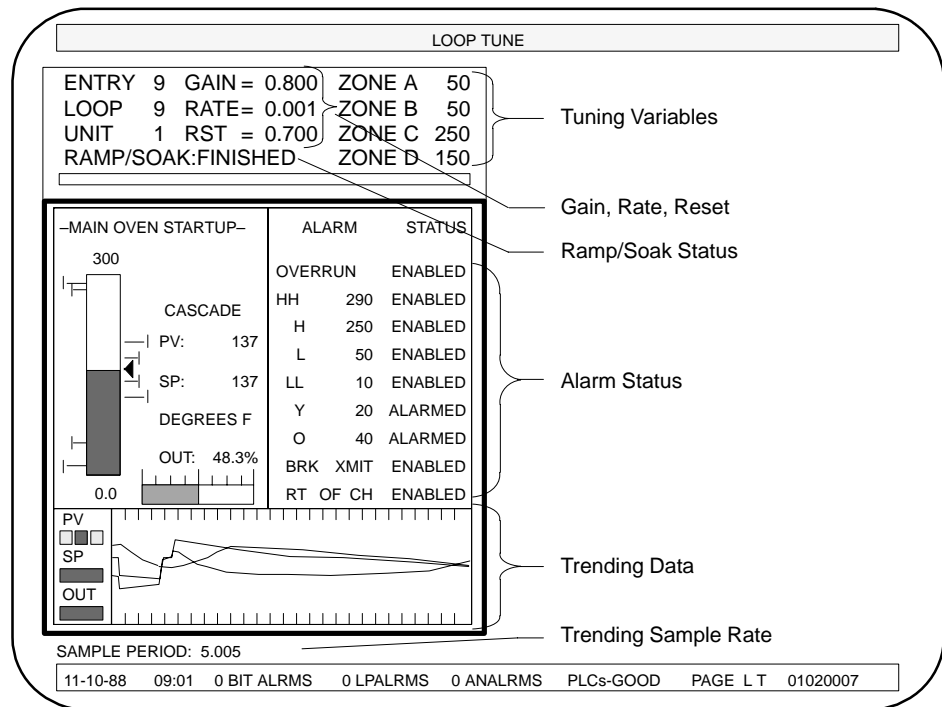 LOOP TUNE
ENTRY 9 GAIN = 0.800 ZONE A 50
LOOP 9 RATE= 0.001 ZONE B 50
UNIT 1 RST = 0.700 ZONE C 250
RAMP/SOAK:FINISHED ZONE D 150
Tuning Variables
Gain, Rate, Reset
Ramp/Soak Status
–MAIN OVEN STARTUP–
300
CASCADE
PV: 137
SP: 137
DEGREES F
OUT: 48.3%
0.0
ALARM STATUS
OVERRUN ENABLED
HH 290 ENABLED
H 250 ENABLED
L 50 ENABLED
LL 10 ENABLED
Y 20 ALARMED
O 40 ALARMED
BRK XMIT ENABLED
RT OF CH ENABLED
Alarm Status
PV
SP
OUT
Trending Data
Trending Sample Rate
SAMPLE PERIOD: 5.005
11-10-88 09:01 0 BIT ALRMS 0 LPALRMS 0 ANALRMS PLCs-GOOD PAGE L T 01020007